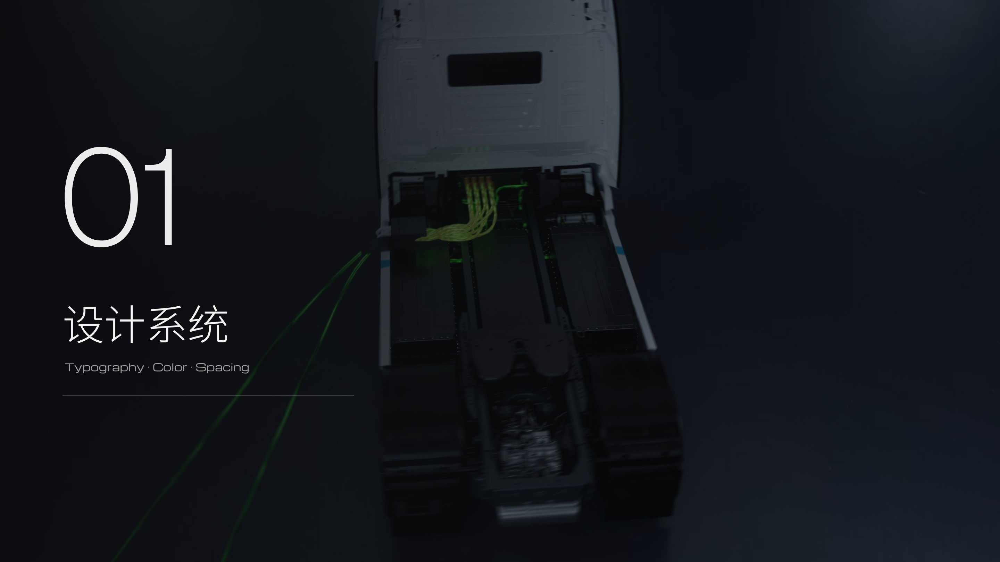 01
设计系统
Typography · Color · Spacing